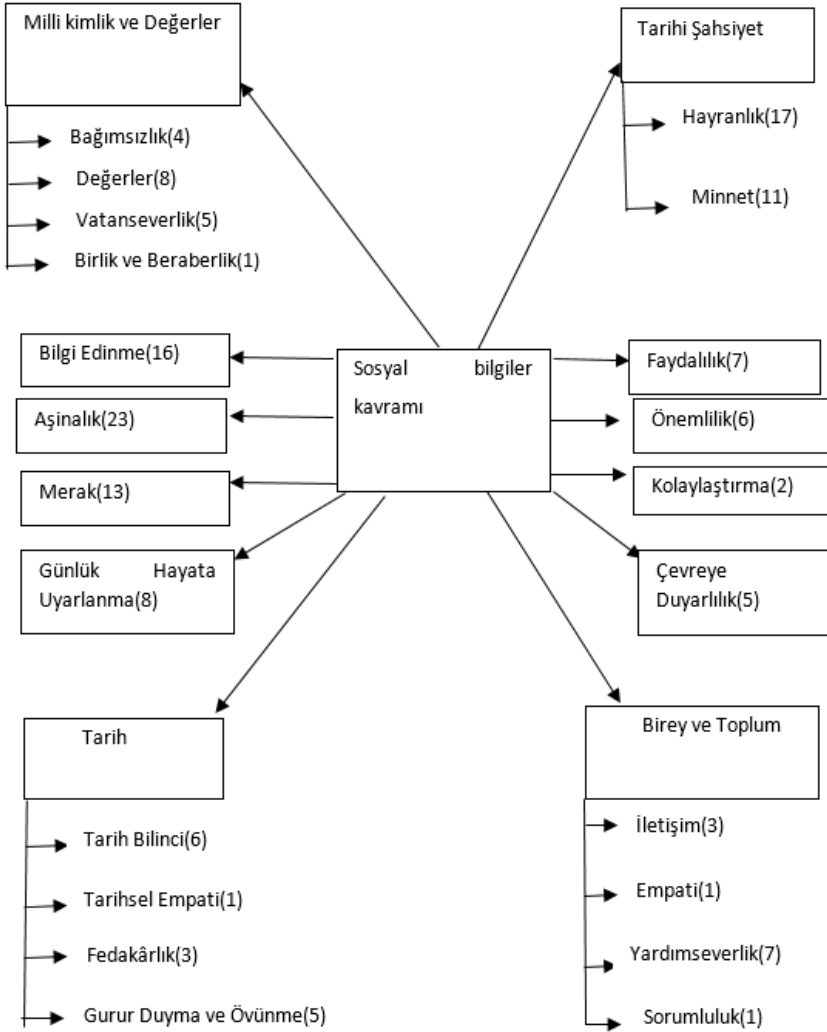 Milli kimlik ve Değerler
Bağımsızlık(4)
Değerler(8)
Vatanseverlik(5)
Birlik ve Beraberlik(1)
Tarihi Şahsiyet
Hayranlık(17)
Minnet(11)
Bilgi Edinme(16)
Aşinalık(23)
Merak(13)
Günlük Hayata
Uyarlanma(8)
Sosyal bilgiler
kavramı
Faydalılık(7)
Önemlilik(6)
Kolaylaştırma(2)
Çevreye
Duyarlılık(5)
Tarih
Tarih Bilinci(6)
Tarihsel Empati(1)
Fedakârlık(3)
Gurur Duyma ve Övünme(5)
Birey ve Toplum
İletişim(3)
Empati(1)
Yardımseverlik(7)
Sorumluluk(1)